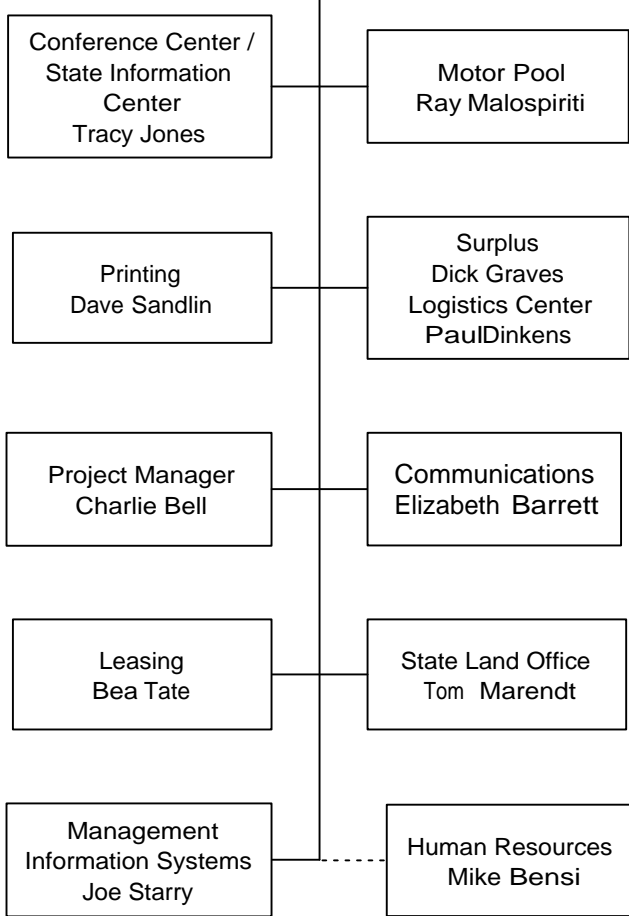 Conference Center /
State Information
Center
Tracy Jones
Motor Pool
Ray Malospiriti
Printing
Dave Sandlin
Surplus
Dick Graves
Logistics Center
PaulDinkens
Project Manager
Charlie Bell
Communications
Elizabeth Barrett
Leasing
Bea Tate
State Land Office
Tom Marendt
Management
Information Systems
Joe Starry
Human Resources
Mike Bensi